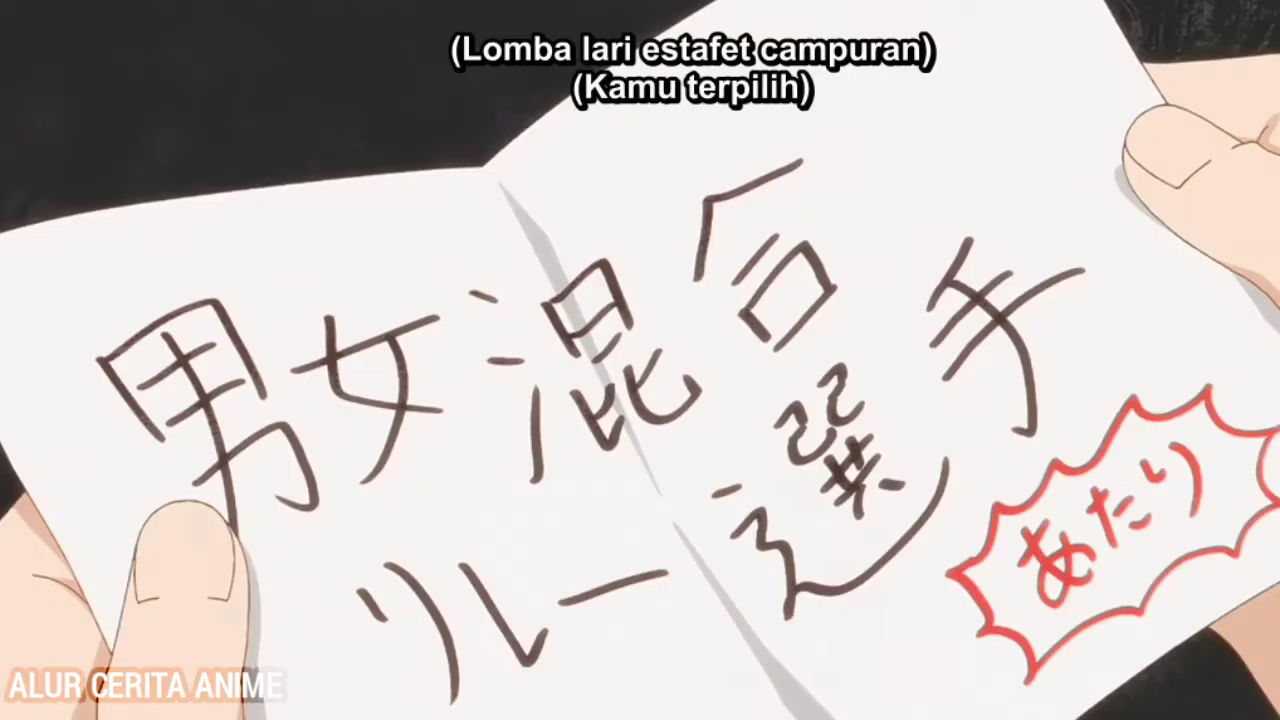 (Lomba lari estafet campuran)
(Kamu terpilih)
男女混合
リレー選手
あたり
ALUR CERITA ANIME